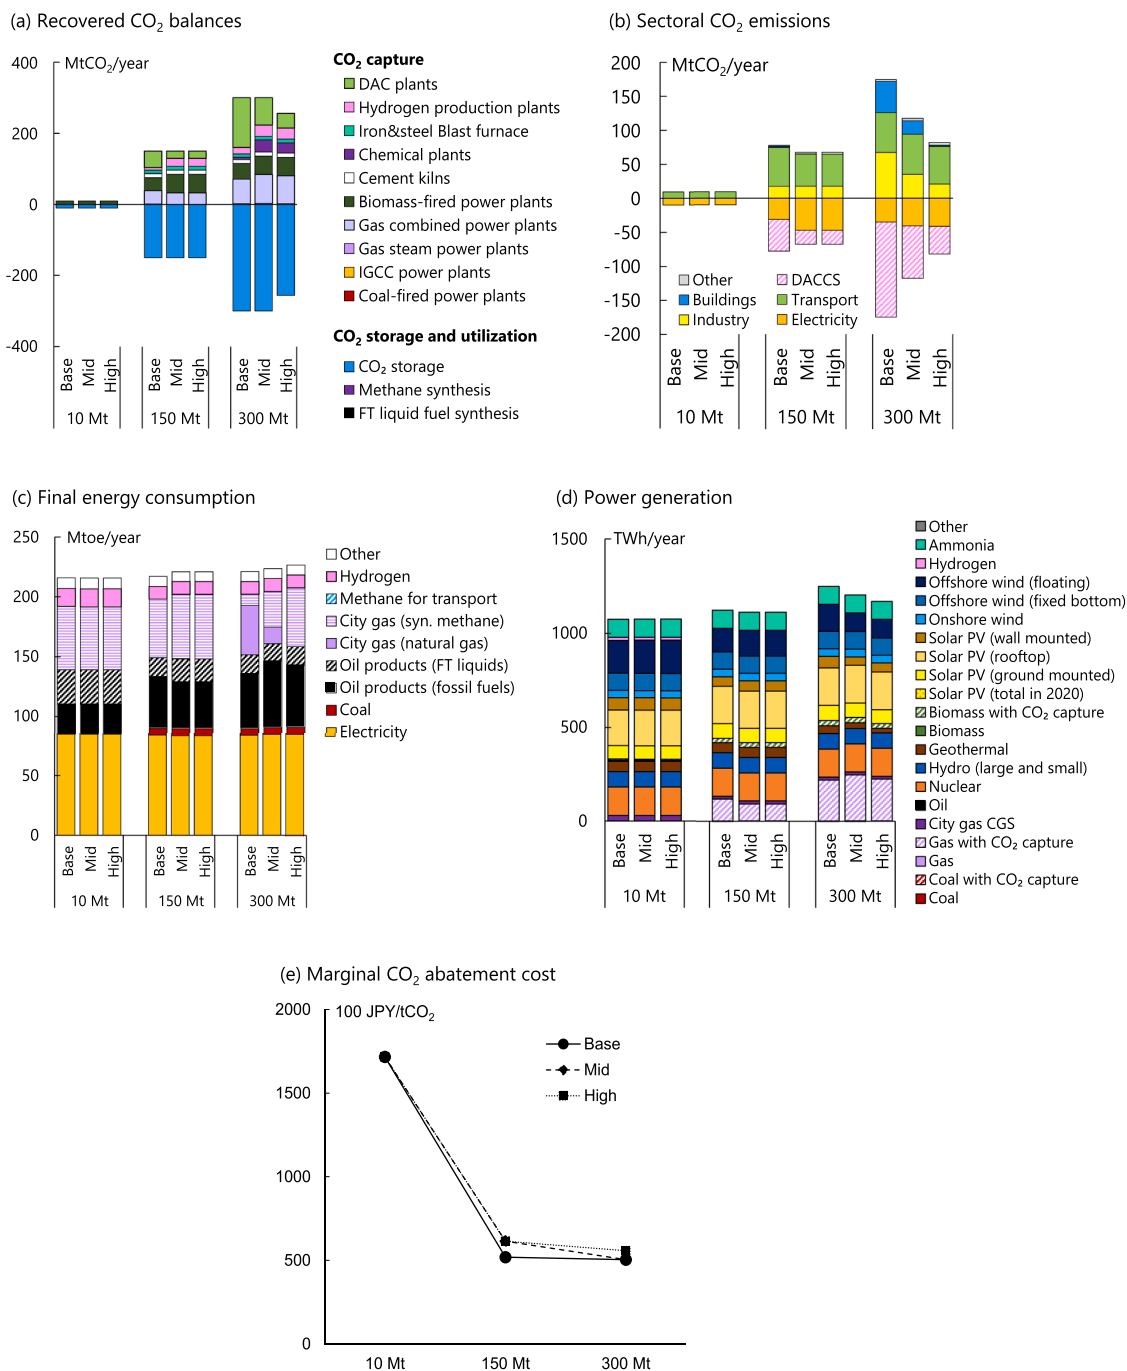 (a) Recovered CO₂ balances
400
200
0
-200
-400
MtCO₂/year
Base
Mid
High
Base
Mid
High
Base
Mid
High
10 Mt
150 Mt
300 Mt
CO₂ capture
DAC plants
Hydrogen production plants
Iron&steel Blast furnace
Chemical plants
Cement kilns
Biomass-fired power plants
Gas combined power plants
Gas steam power plants
IGCC power plants
Coal-fired power plants
CO₂ storage and utilization
CO₂ storage
Methane synthesis
FT liquid fuel synthesis
(b) Sectoral CO₂ emissions
200
150
100
50
0
-50
-100
-150
-200
MtCO₂/year
Other
DACCS
Buildings
Transport
Industry
Electricity
Base
Mid
High
Base
Mid
High
Base
Mid
High
10 Mt
150 Mt
300 Mt
(c) Final energy consumption
250
200
150
100
50
0
Mtoe/year
Base
Mid
High
Base
Mid
High
Base
Mid
High
10 Mt
150 Mt
300 Mt
Other
Hydrogen
Methane for transport
City gas (syn. methane)
City gas (natural gas)
Oil products (FT liquids)
Oil products (fossil fuels)
Coal
Electricity
(d) Power generation
1500
1000
500
0
TWh/year
Base
Mid
High
Base
Mid
High
Base
Mid
High
10 Mt
150 Mt
300 Mt
Other
Ammonia
Hydrogen
Offshore wind (floating)
Offshore wind (fixed bottom)
Onshore wind
Solar PV (wall mounted)
Solar PV (rooftop)
Solar PV (ground mounted)
Solar PV (total in 2020)
Biomass with CO₂ capture
Biomass
Geothermal
Hydro (large and small)
Nuclear
Oil
City gas CGS
Gas with CO₂ capture
Gas
Coal with CO₂ capture
Coal
(e) Marginal CO₂ abatement cost
2000
1500
1000
500
0
100 JPY/tCO₂
Base
Mid
High
10 Mt
150 Mt
300 Mt